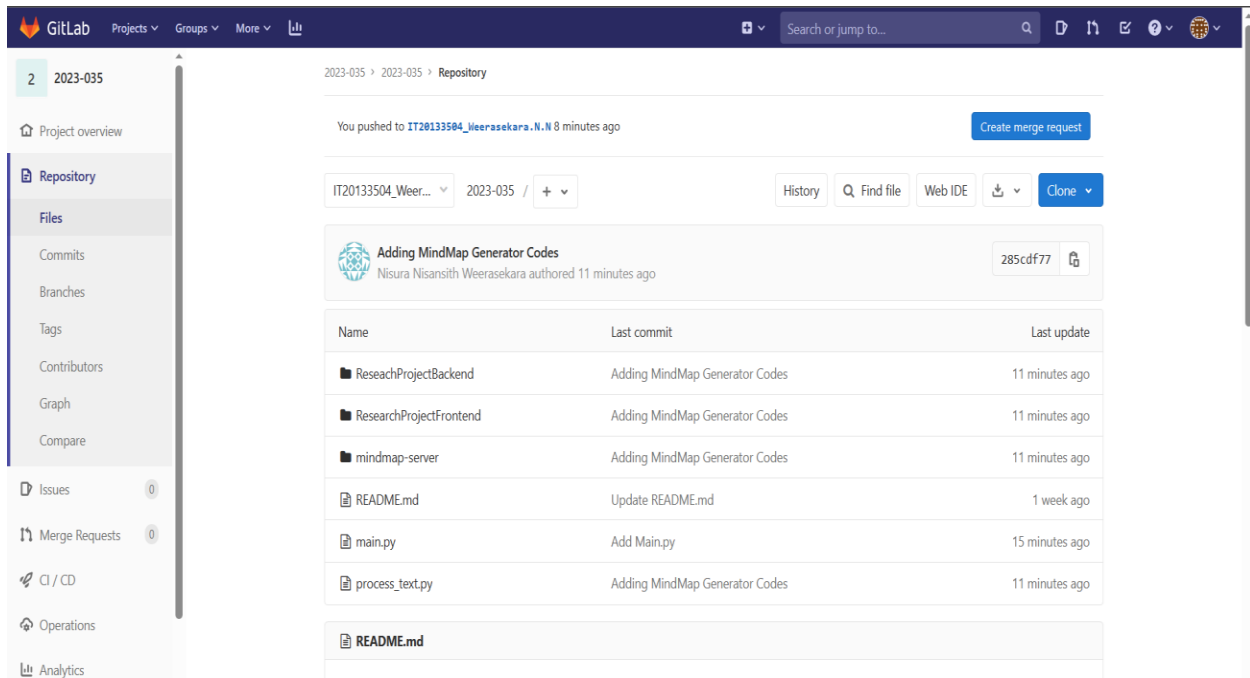 GitLab Projects Groups More Search or jump to...
2 2023-035
Project overview
Repository
Files
Commits
Branches
Tags
Contributors
Graph
Compare
Issues 0
Merge Requests 0
CI / CD
Operations
Analytics
2023-035 › 2023-035 › Repository
You pushed to IT20133504_Weerasekara.N.N 8 minutes ago Create merge request
IT20133504_Weer... 2023-035 / + History Find file Web IDE Clone
Adding MindMap Generator Codes
Nisura Nisansith Weerasekara authored 11 minutes ago
285cdf77
Name Last commit Last update
ReseachProjectBackend Adding MindMap Generator Codes 11 minutes ago
ResearchProjectFrontend Adding MindMap Generator Codes 11 minutes ago
mindmap-server Adding MindMap Generator Codes 11 minutes ago
README.md Update README.md 1 week ago
main.py Add Main.py 15 minutes ago
process_text.py Adding MindMap Generator Codes 11 minutes ago
README.md